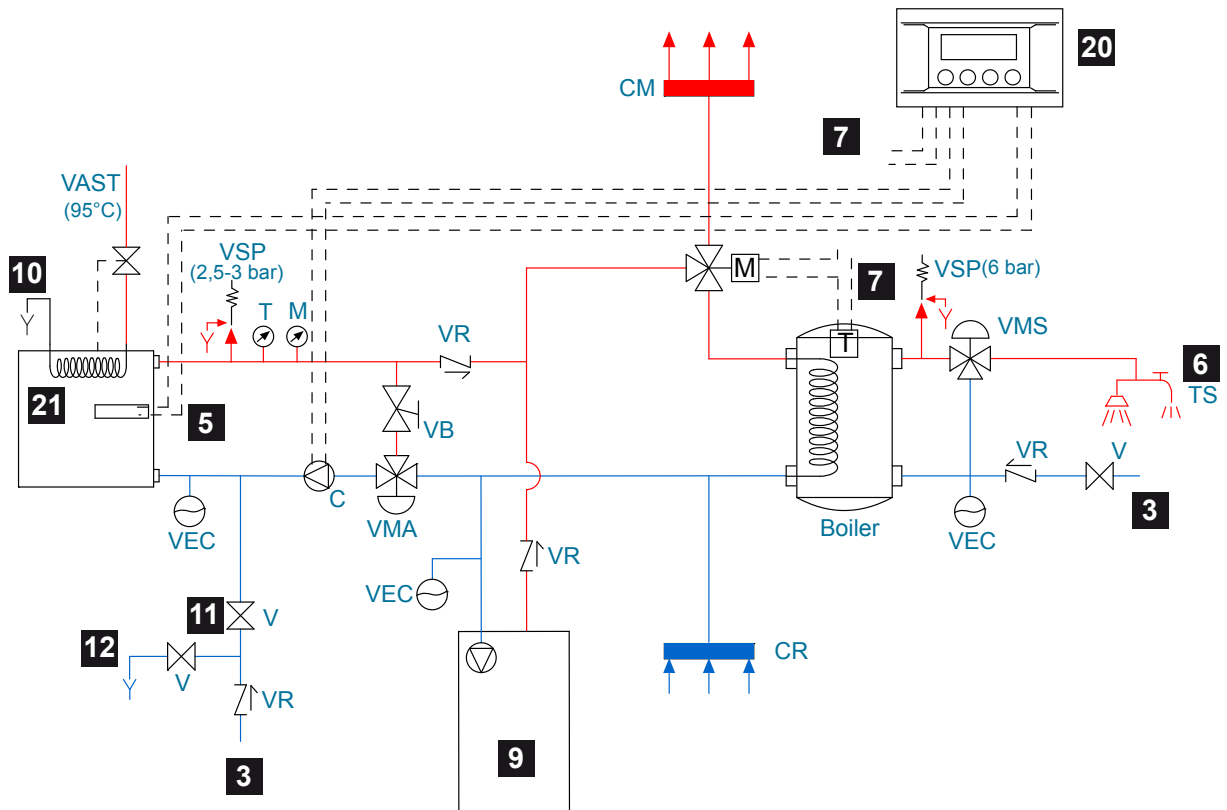 20
CM
7
VAST
(95°C)
VSP
(2,5-3 bar)
10
T
M
M
7
VSP(6 bar)
VMS
VR
T
6
TS
21
5
VB
VR
V
C
VMA
VEC
Boiler
VEC
3
VR
VEC
11
V
12
V
VR
CR
9
3